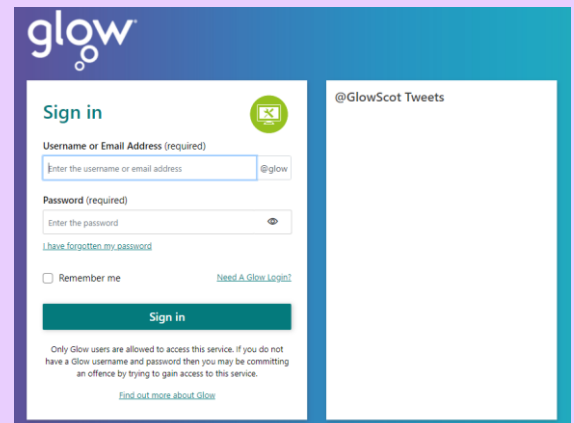 glow
Sign in
Username or Email Address (required)
Enter the username or email address
@glow
Password (required)
Enter the password
I have forgotten my password
Remember me
Need A Glow Login?
Sign in
Only Glow users are allowed to access this service. If you do not
have a Glow username and password then you may be committing
an offence by trying to gain access to this service.
Find out more about Glow
@GlowScot Tweets